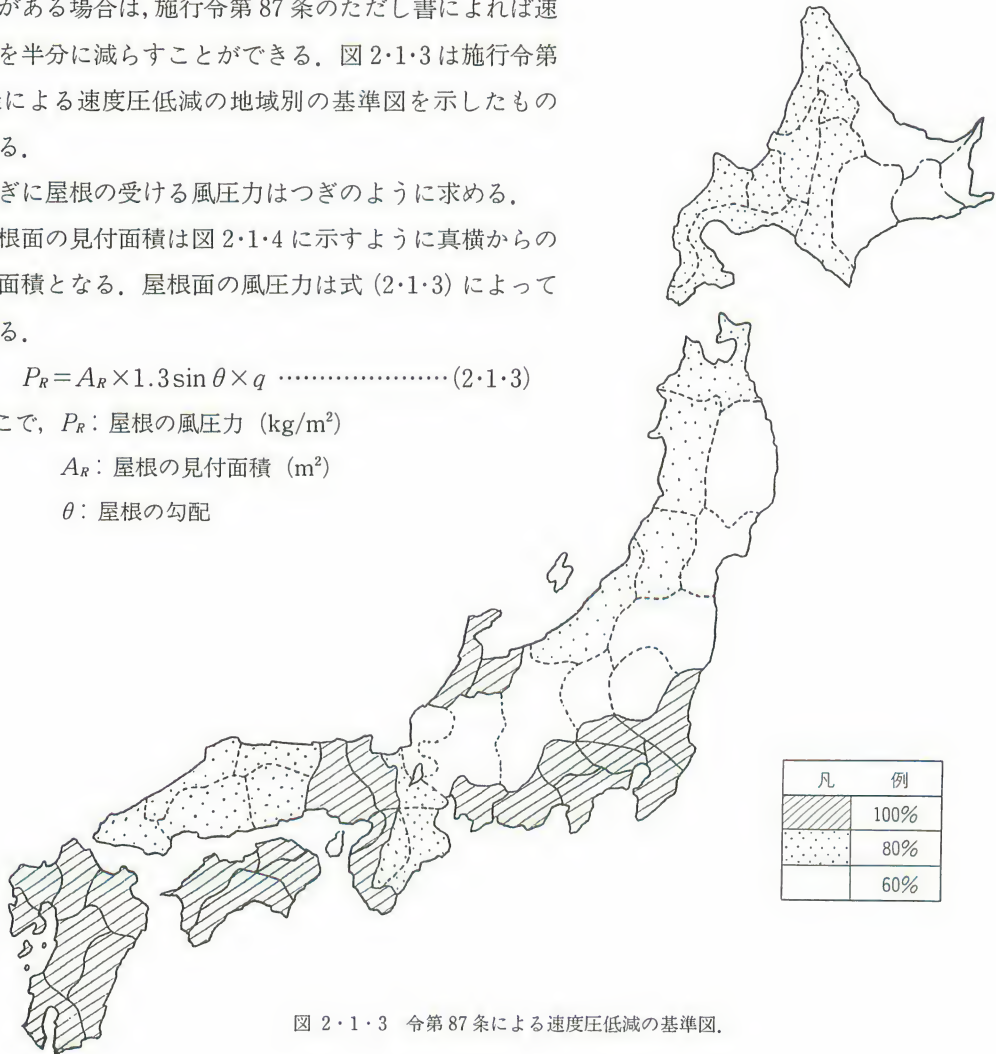 がある場合は,施行令第87条のただし書によれば速
を半分に減らすことができる．図2・1・3は施行令第
による速度圧低減の地域別の基準図を示したもの
る．
ぎに屋根の受ける風圧力はつぎのように求める．
根面の見付面積は図2・1・4に示すように真横からの
面積となる．屋根面の風圧力は式 (2・1・3) によって
る．
P_R＝A_R×1.3 sin θ×q …………………(2・1・3)
こで, P_R：屋根の風圧力 (kg/m²)
A_R：屋根の見付面積 (m²)
θ：屋根の勾配
凡 例
100%
80%
60%
図 2・1・3 令第87条による速度圧低減の基準図．